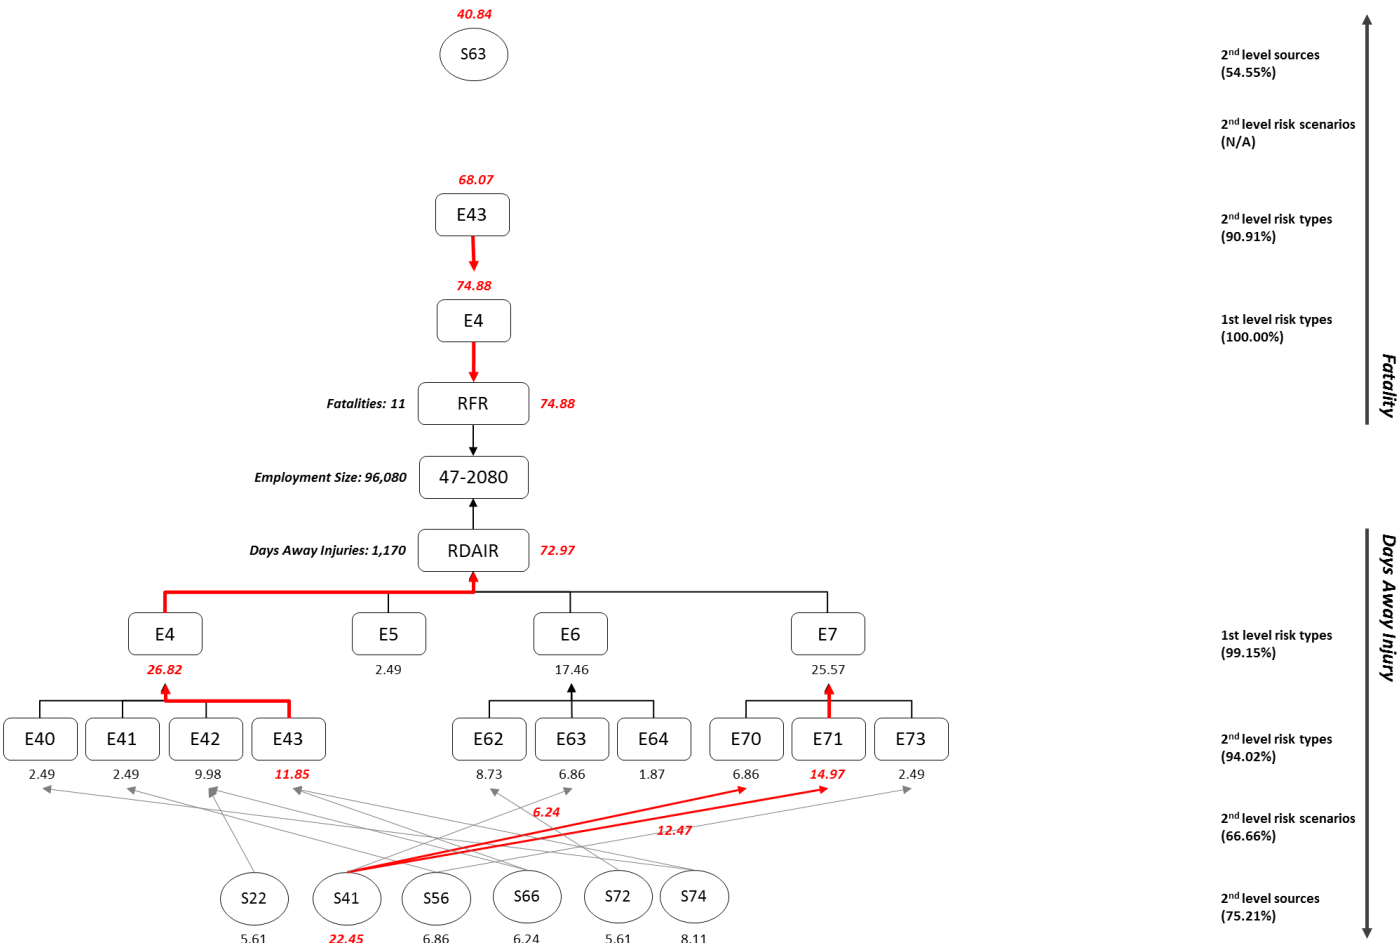 40.84
S63
2nd level sources
(54.55%)
2nd level risk scenarios
(N/A)
68.07
E43
2nd level risk types
(90.91%)
74.88
E4
1st level risk types
(100.00%)
Fatality
Fatalities: 11
RFR
74.88
Employment Size: 96,080
47-2080
Days Away Injuries: 1,170
RDAIR
72.97
Days Away Injury
E4
E5
E6
E7
1st level risk types
(99.15%)
26.82
2.49
17.46
25.57
E40
E41
E42
E43
E62
E63
E64
E70
E71
E73
2nd level risk types
(94.02%)
2.49
2.49
9.98
11.85
8.73
6.86
1.87
6.86
14.97
2.49
6.24
12.47
2nd level risk scenarios
(66.66%)
S22
S41
S56
S66
S72
S74
2nd level sources
(75.21%)
5.61
22.45
6.86
6.24
5.61
8.11